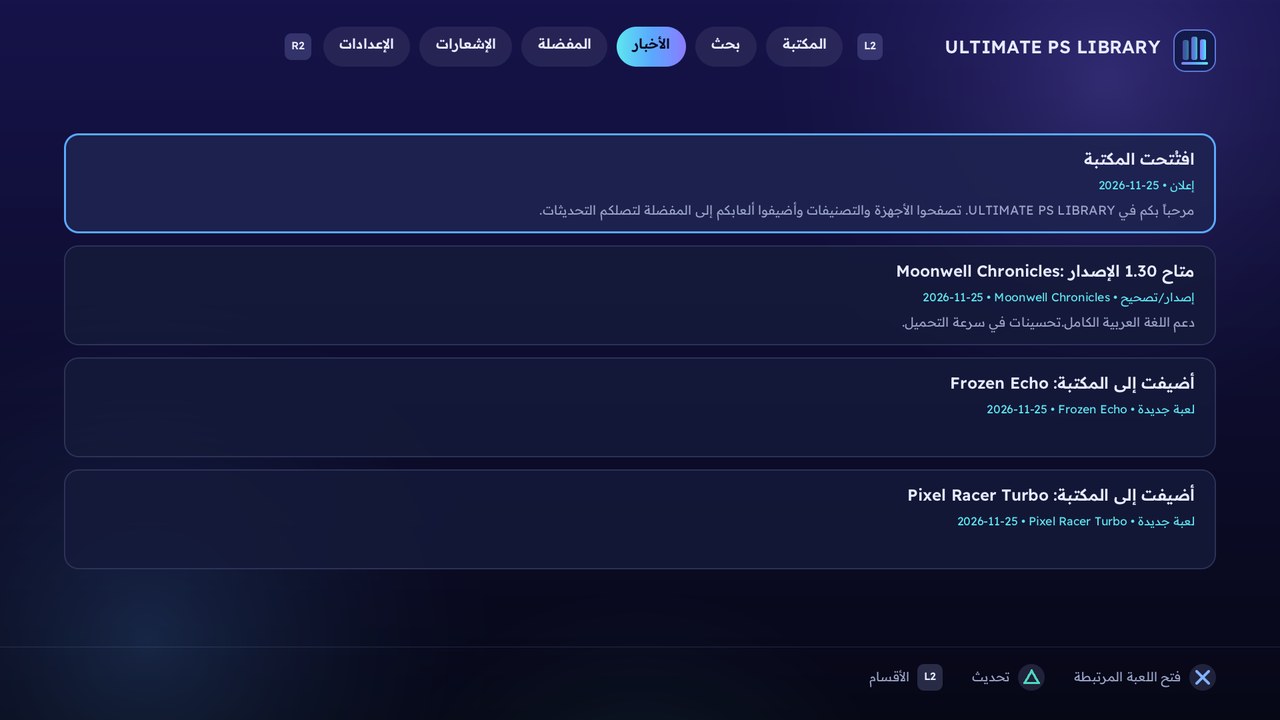 ULTIMATE PS LIBRARY
L2 المكتبة بحث الأخبار المفضلة الإشعارات الإعدادات R2
افتُتحت المكتبة
إعلان • 2026-11-25
مرحباً بكم في ULTIMATE PS LIBRARY. تصفحوا الأجهزة والتصنيفات وأضيفوا ألعابكم إلى المفضلة لتصلكم التحديثات.
متاح 1.30 الإصدار :Moonwell Chronicles
إصدار/تصحيح • Moonwell Chronicles • 2026-11-25
دعم اللغة العربية الكامل.تحسينات في سرعة التحميل.
أضيفت إلى المكتبة: Frozen Echo
لعبة جديدة • Frozen Echo • 2026-11-25
أضيفت إلى المكتبة: Pixel Racer Turbo
لعبة جديدة • Pixel Racer Turbo • 2026-11-25
فتح اللعبة المرتبطة تحديث L2 الأقسام